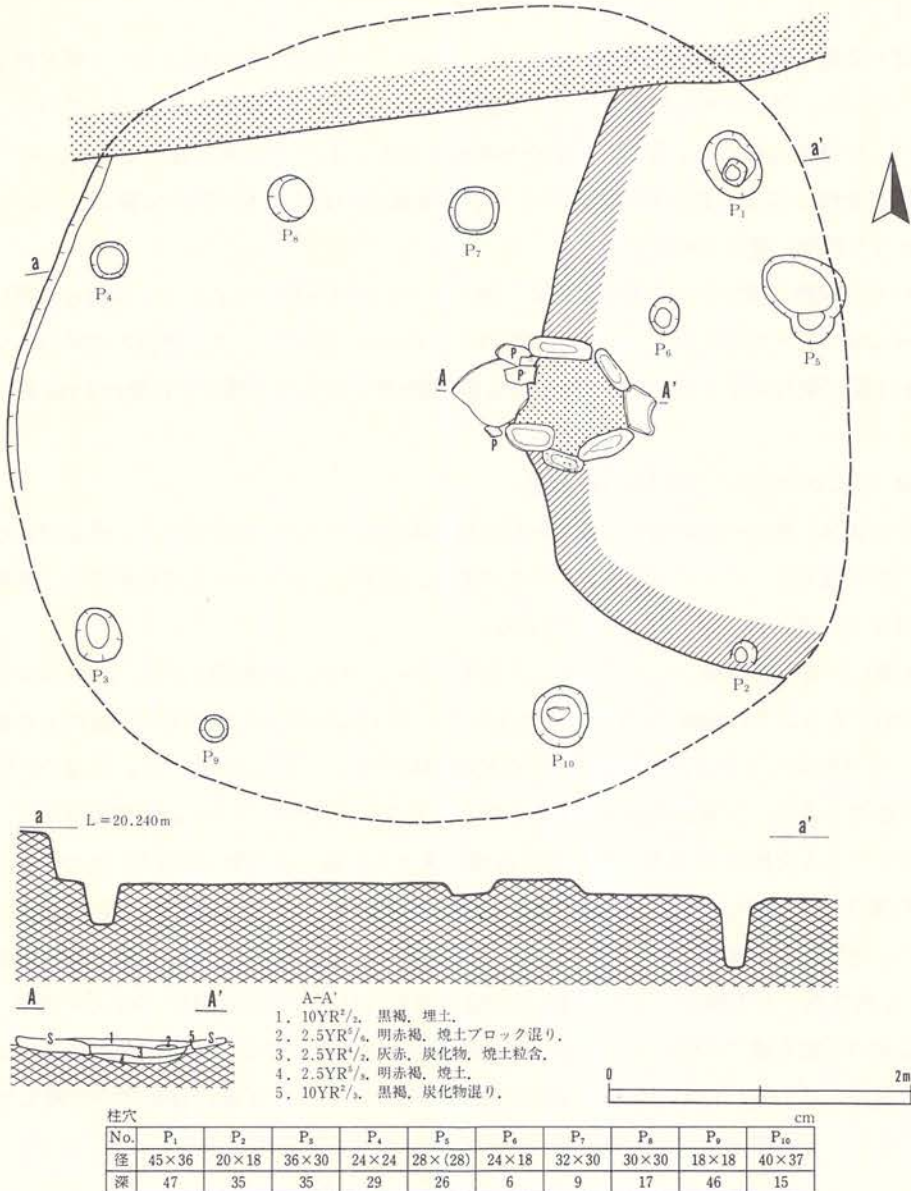 a'
P₁
P₈
P₇
a
P₄
P₆
P₅
P
P
A
A'
P
P₃
P₂
P₉
P₁₀
a
L=20.240m
a'
A
A'
S
1
2
5
S
3
4
A-A'
1. 10YR²/₂. 黒褐. 埋土.
2. 2.5YR⁵/₆. 明赤褐. 焼土ブロック混り.
3. 2.5YR⁴/₂. 灰赤. 炭化物. 焼土粒含.
4. 2.5YR⁵/₈. 明赤褐. 焼土.
5. 10YR²/₃. 黒褐. 炭化物混り.
0
2m
柱穴
cm
No. P₁ P₂ P₃ P₄ P₅ P₆ P₇ P₈ P₉ P₁₀
径 45×36 20×18 36×30 24×24 28×(28) 24×18 32×30 30×30 18×18 40×37
深 47 35 35 29 26 6 9 17 46 15